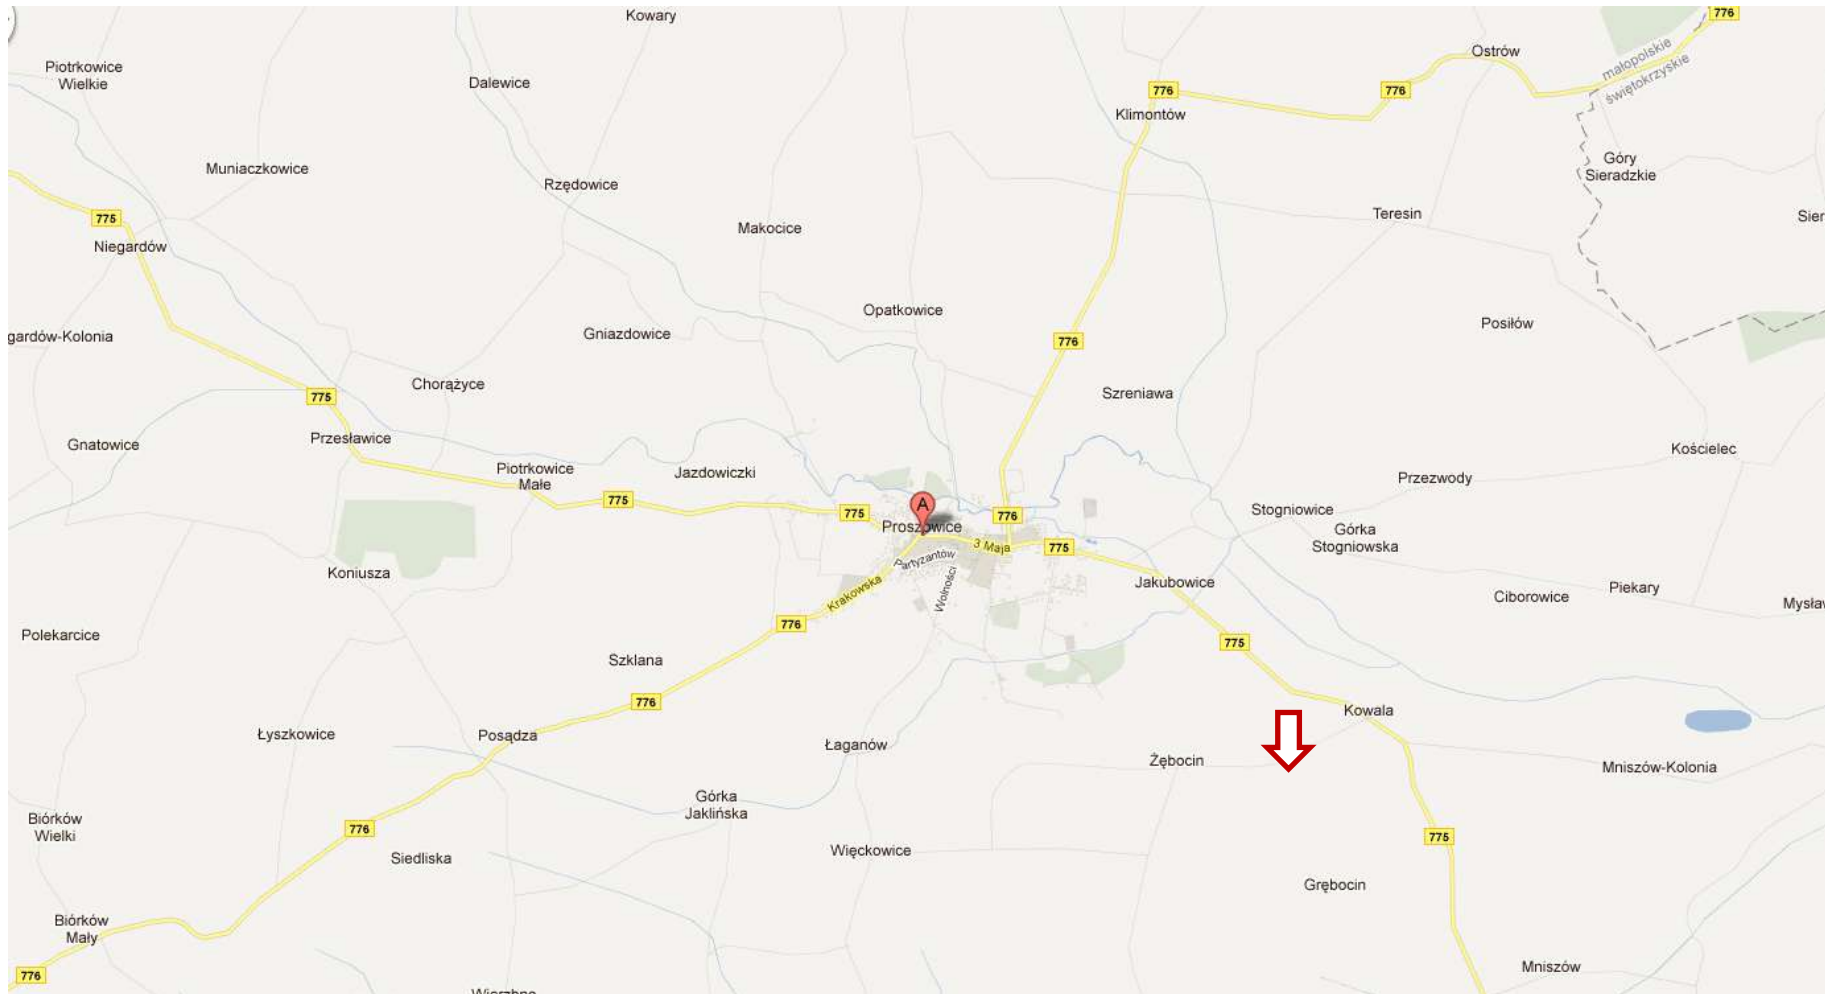 Kowary
776
Piotrkowice
Wielkie
Dalewice
Ostrów
małopolskie
świętokrzyskie
776
776
Klimontów
Muniaczkowice
Rzędowice
Góry
Sieradzkie
775
Makocice
Teresin
Sier
Niegardów
Opatkowice
Posiłów
gardów-Kolonia
Gniazdowice
776
Chorążyce
Szreniawa
775
Gnatowice
Przesławice
Kościelec
Piotrkowice
Małe
Jazdowiczki
Przezwody
775
775
A
776
Stogniowice
Proszowice
Górka
Stogniowska
3 Maja
775
Partyzantów
Koniusza
Krakowska
Wolności
Jakubowice
Ciborowice
Piekary
Mysław
776
Polekarcice
775
Szklana
776
Kowala
Łyszkowice
Posądza
Łaganów
Żębocin
Mniszów-Kolonia
Górka
Jaklińska
Biórków
Wielki
776
775
Siedliska
Więckowice
Grębocin
Biórków
Mały
776
Mniszów
Wierzbno